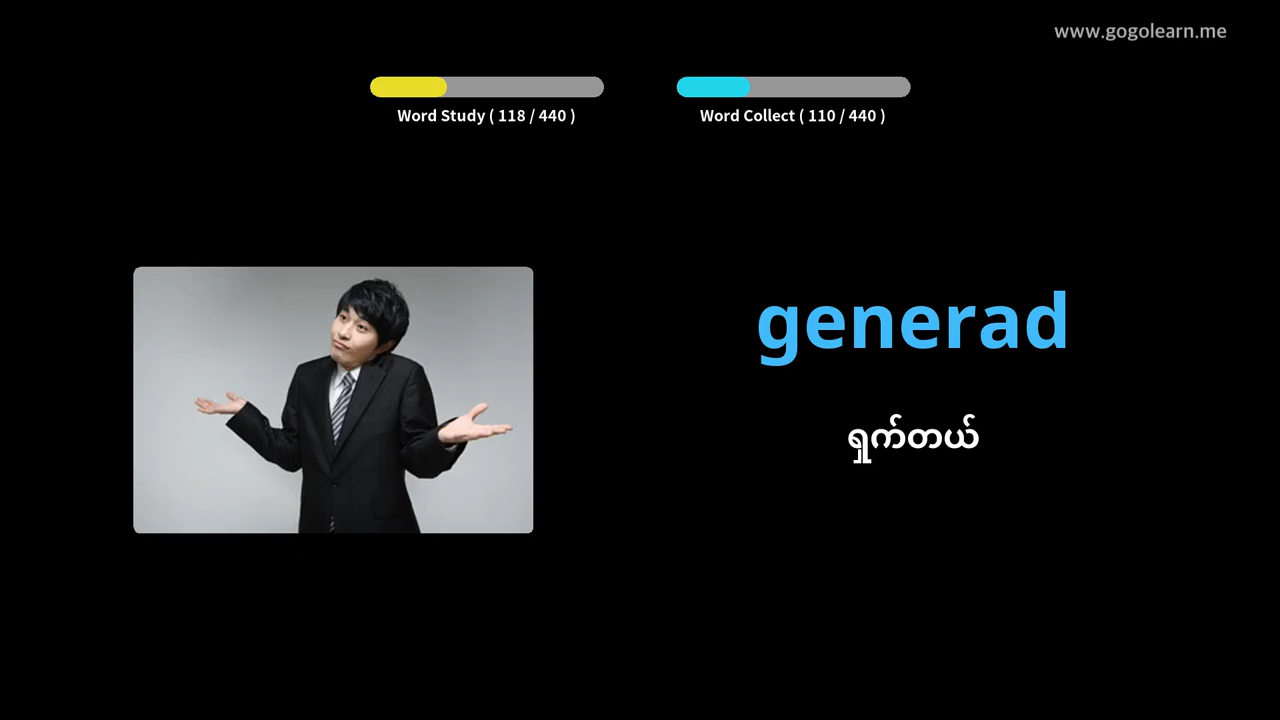 www.gogolearn.me
Word Study ( 118 / 440 )
Word Collect ( 110 / 440 )
generad
ရှက်တယ်